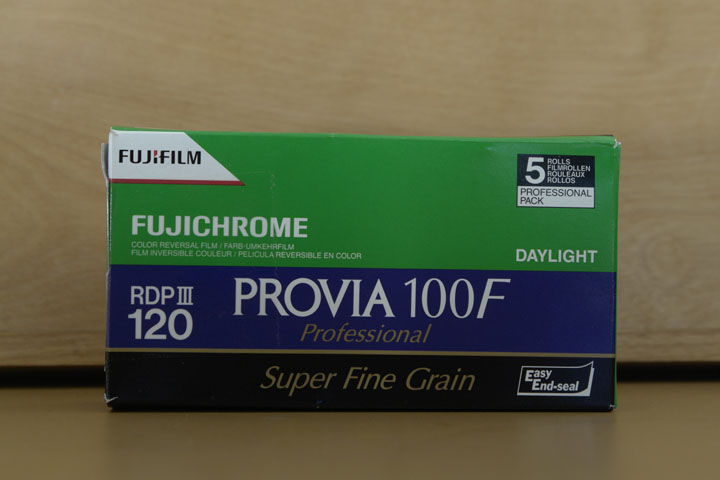 FUJIFILM
5 ROLLS
FILMROLLEN
ROULEAUX
ROLLOS
PROFESSIONAL
PACK
FUJICHROME
COLOR REVERSAL FILM / FARB-UMKEHRFILM
FILM INVERSIBLE COULEUR / PELICULA REVERSIBLE EN COLOR
DAYLIGHT
RDP III
120
PROVIA 100F
Professional
Super Fine Grain
Easy
End-seal